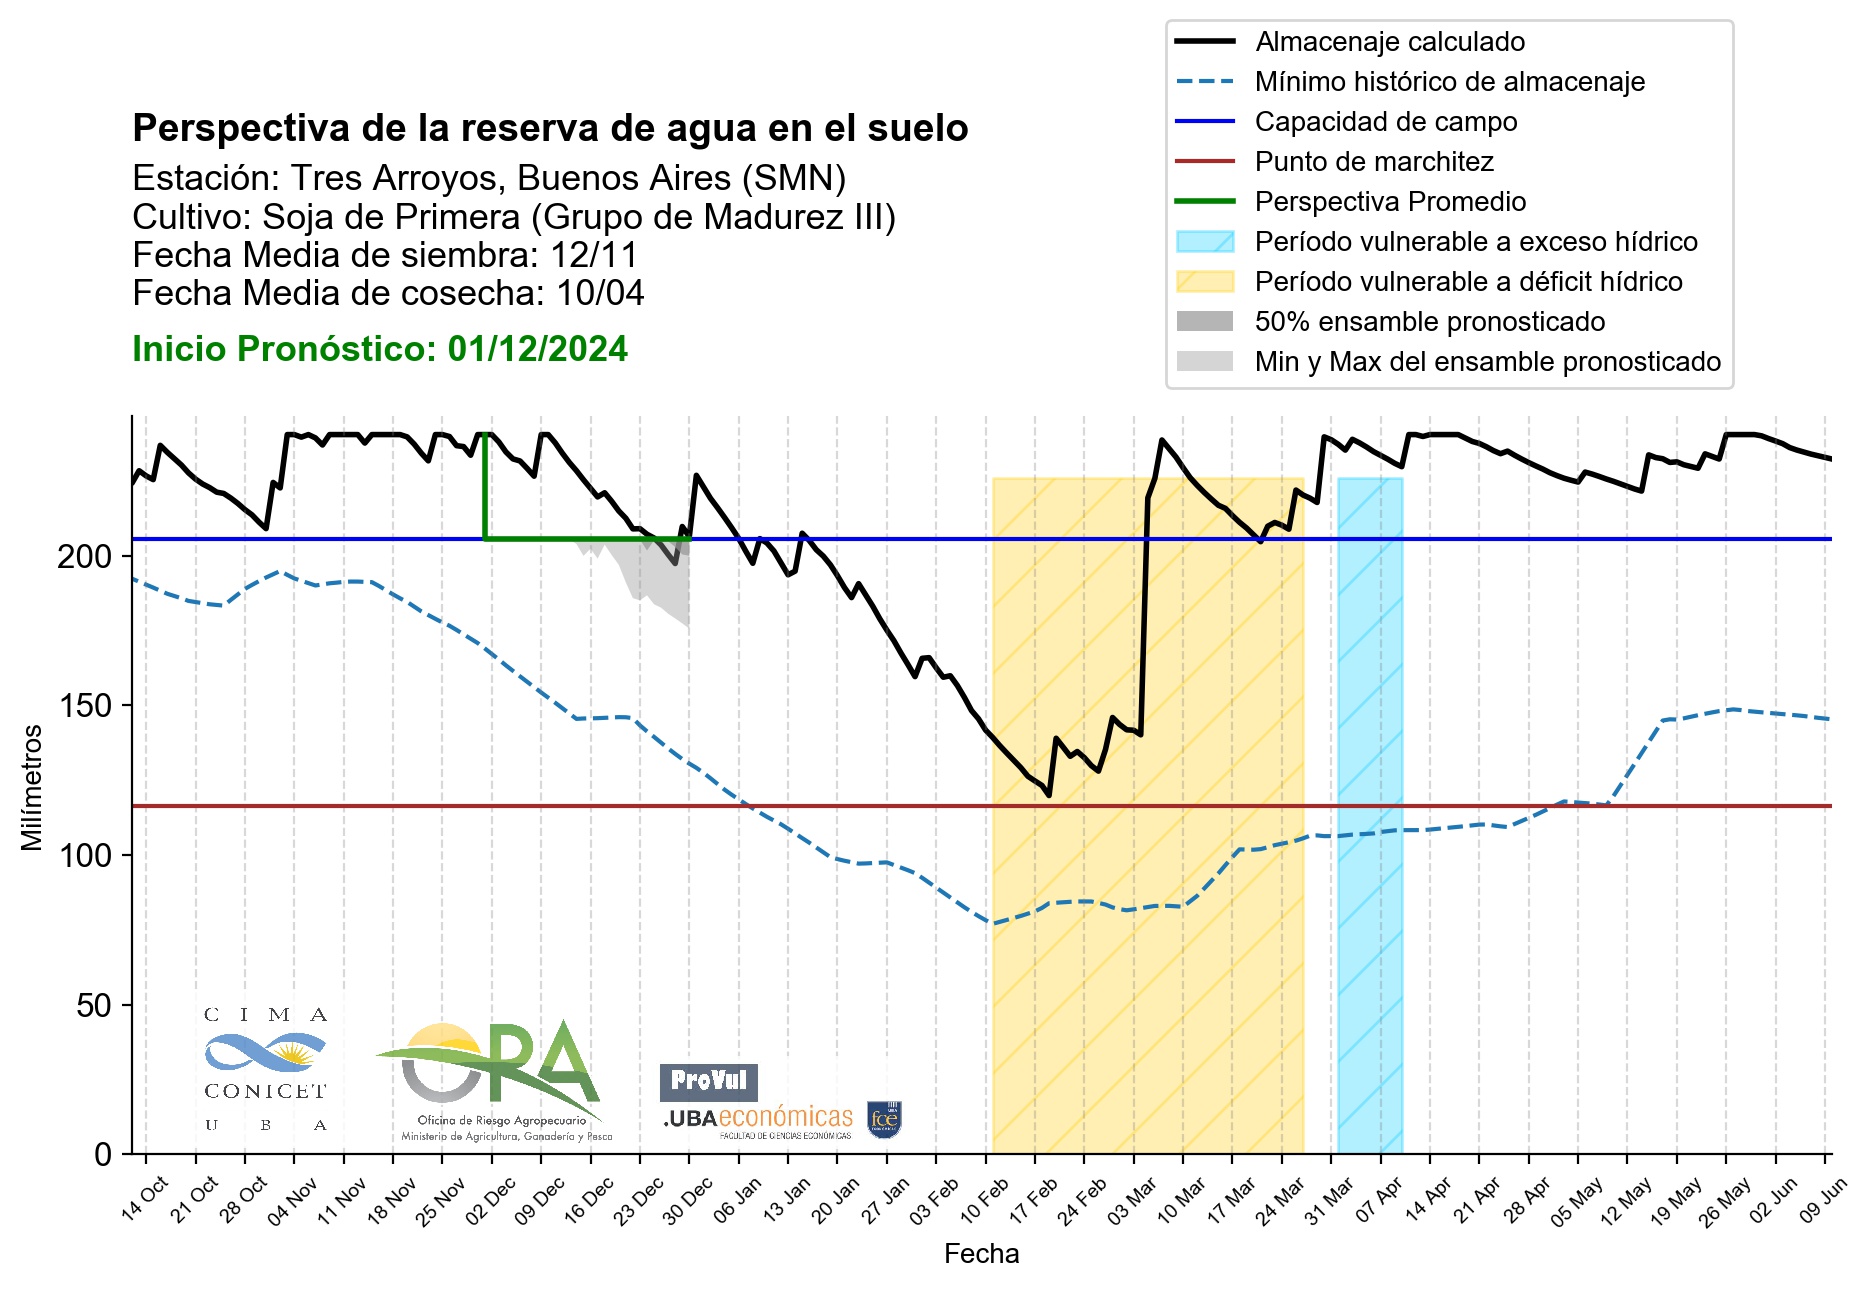 Almacenaje calculado
Mínimo histórico de almacenaje
Capacidad de campo
Punto de marchitez
Perspectiva Promedio
Período vulnerable a exceso hídrico
Período vulnerable a déficit hídrico
50% ensamble pronosticado
Min y Max del ensamble pronosticado
Perspectiva de la reserva de agua en el suelo
Estación: Tres Arroyos, Buenos Aires (SMN)
Cultivo: Soja de Primera (Grupo de Madurez III)
Fecha Media de siembra: 12/11
Fecha Media de cosecha: 10/04
Inicio Pronóstico: 01/12/2024
Milímetros
200
150
100
50
0
CIMA
CONICET
UBA
ORA
Oficina de Riesgo Agropecuario
Ministerio de Agricultura, Ganadería y Pesca
ProVul
.UBAeconómicas
FACULTAD DE CIENCIAS ECONÓMICAS
UBA
fce
ECONÓMICAS
14 Oct
21 Oct
28 Oct
04 Nov
11 Nov
18 Nov
25 Nov
02 Dec
09 Dec
16 Dec
23 Dec
30 Dec
06 Jan
13 Jan
20 Jan
27 Jan
03 Feb
10 Feb
17 Feb
24 Feb
03 Mar
10 Mar
17 Mar
24 Mar
31 Mar
07 Apr
14 Apr
21 Apr
28 Apr
05 May
12 May
19 May
26 May
02 Jun
09 Jun
Fecha